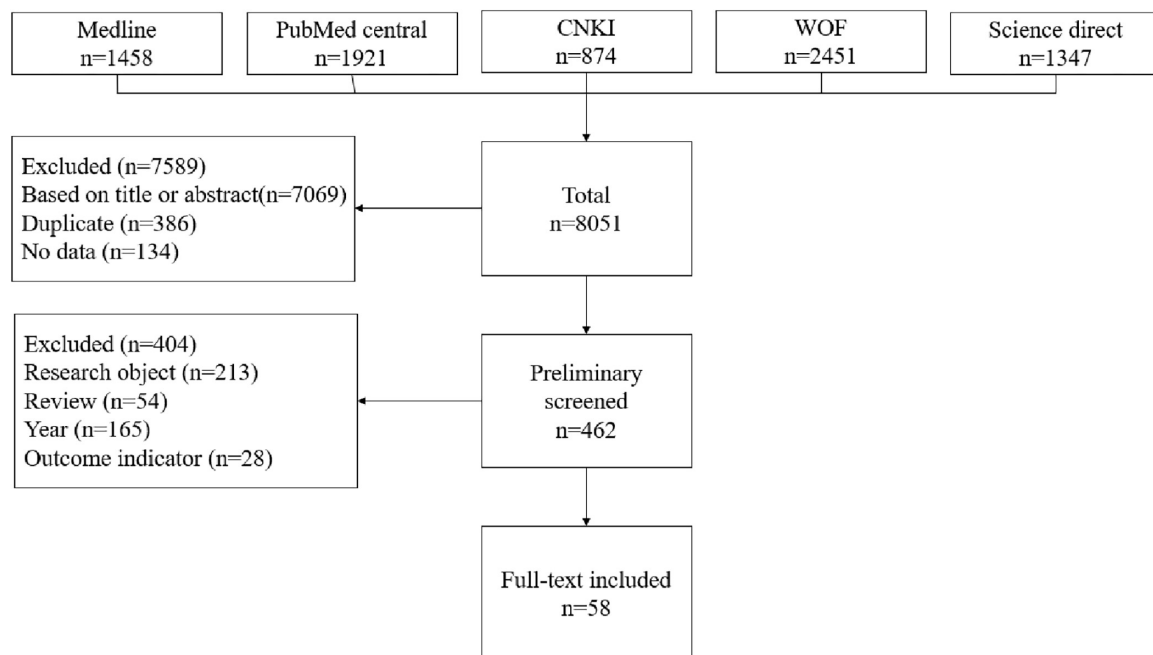 Medline
n=1458
PubMed central
n=1921
CNKI
n=874
WOF
n=2451
Science direct
n=1347
Excluded (n=7589)
Based on title or abstract(n=7069)
Duplicate (n=386)
No data (n=134)
Total
n=8051
Excluded (n=404)
Research object (n=213)
Review (n=54)
Year (n=165)
Outcome indicator (n=28)
Preliminary
screened
n=462
Full-text included
n=58